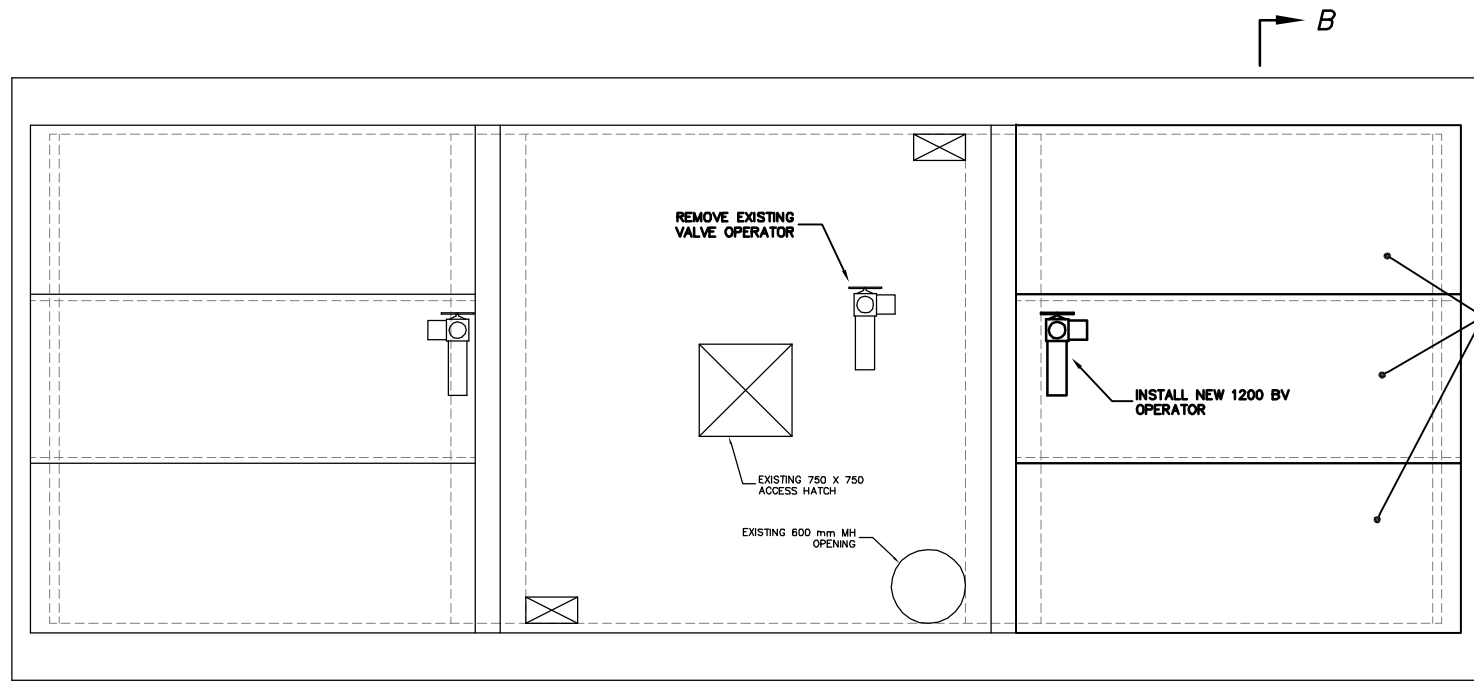 B
REMOVE EXISTING
VALVE OPERATOR
INSTALL NEW 1200 BV
OPERATOR
EXISTING 750 X 750
ACCESS HATCH
EXISTING 600 mm MH
OPENING